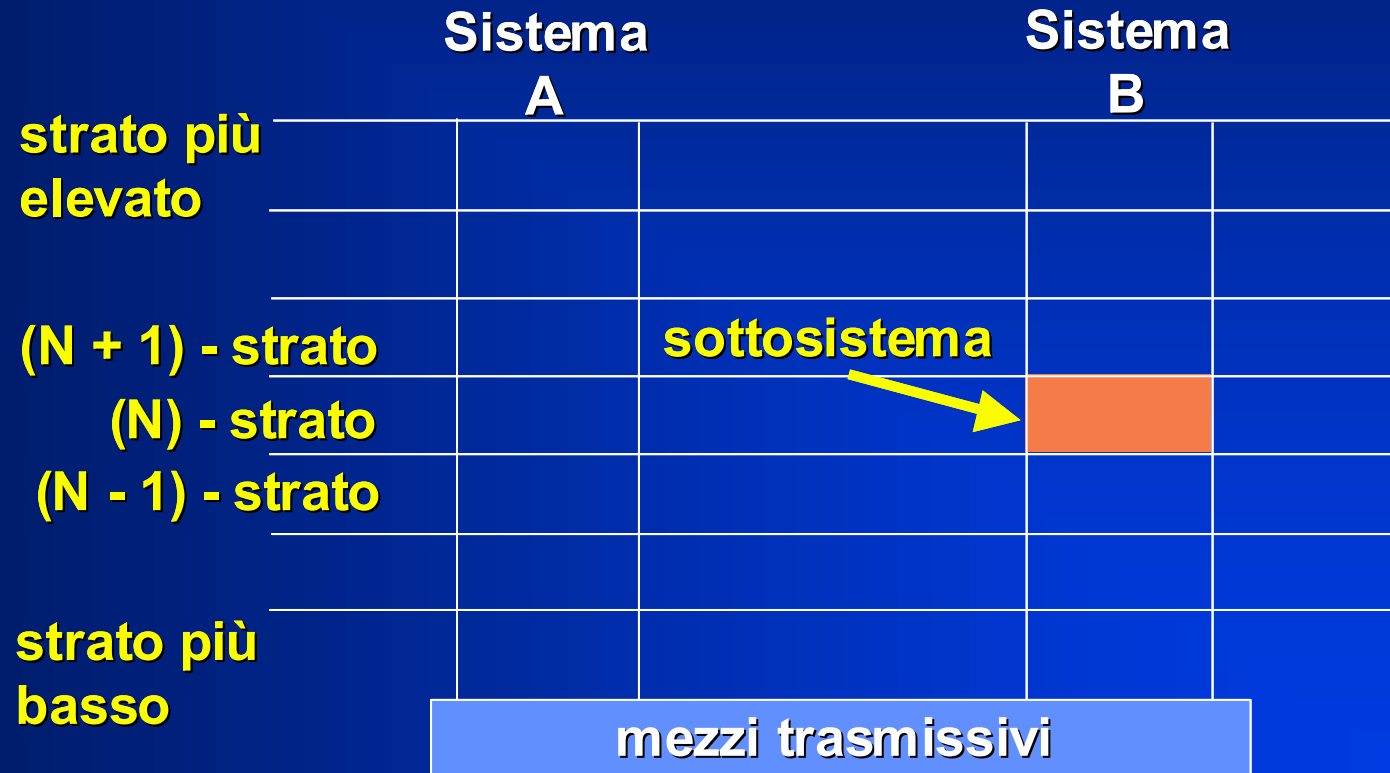 Sistema
A
Sistema
B
strato più
elevato
(N + 1) - strato
sottosistema
(N) - strato
(N - 1) - strato
strato più
basso
mezzi trasmissivi